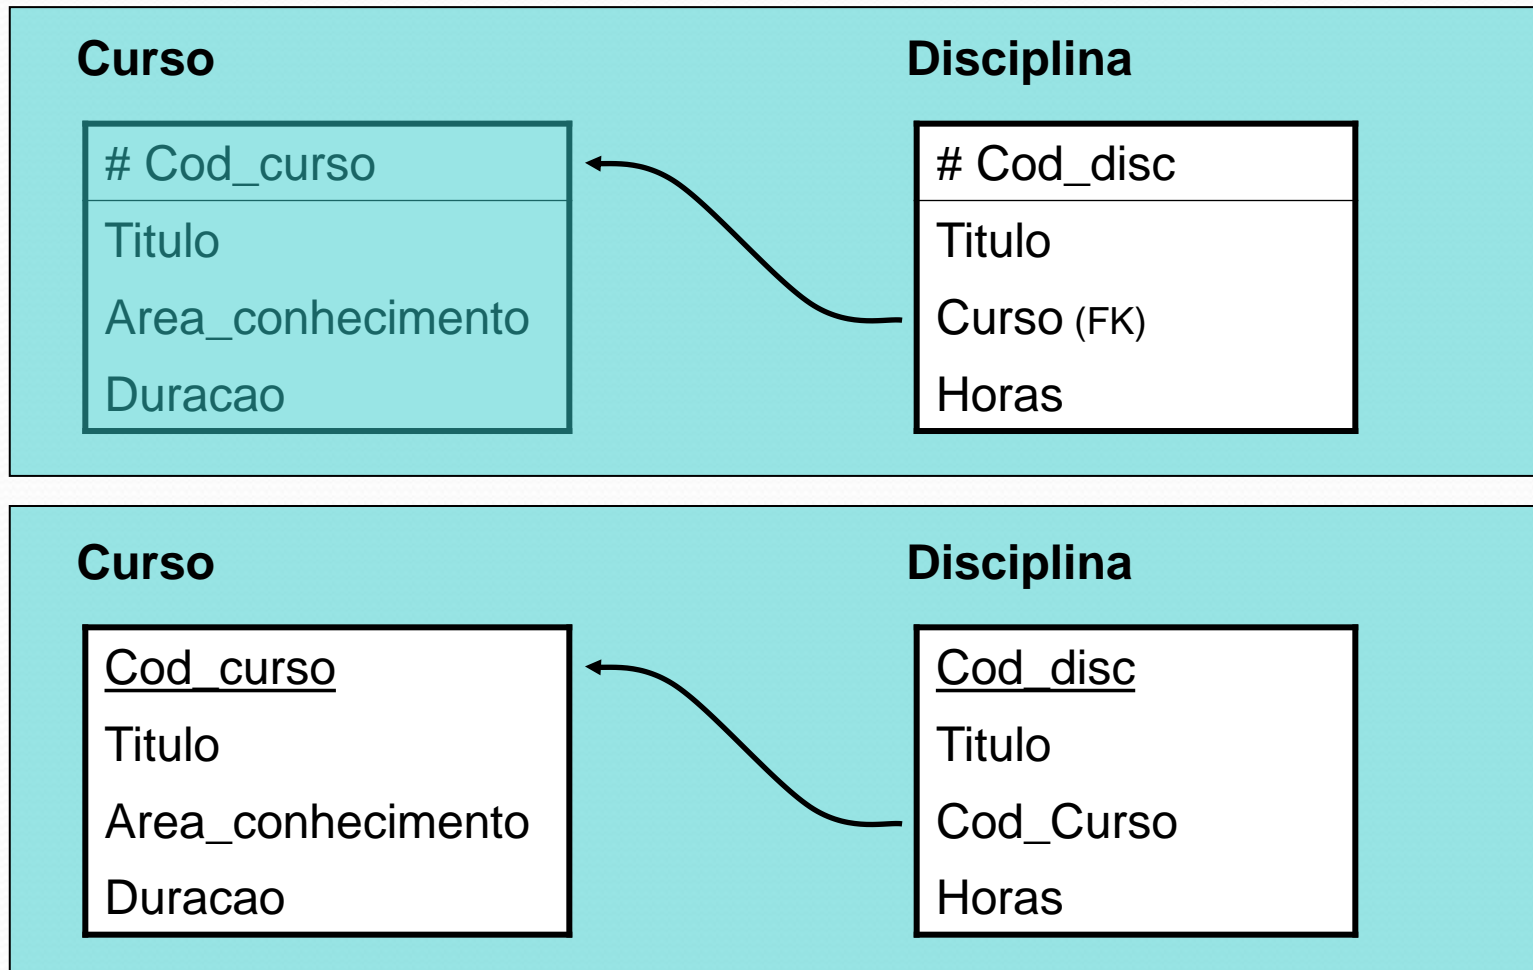 Curso
Disciplina
# Cod_curso
Titulo
Area_conhecimento
Duracao
# Cod_disc
Titulo
Curso (FK)
Horas
Curso
Disciplina
Cod_curso
Titulo
Area_conhecimento
Duracao
Cod_disc
Titulo
Cod_Curso
Horas